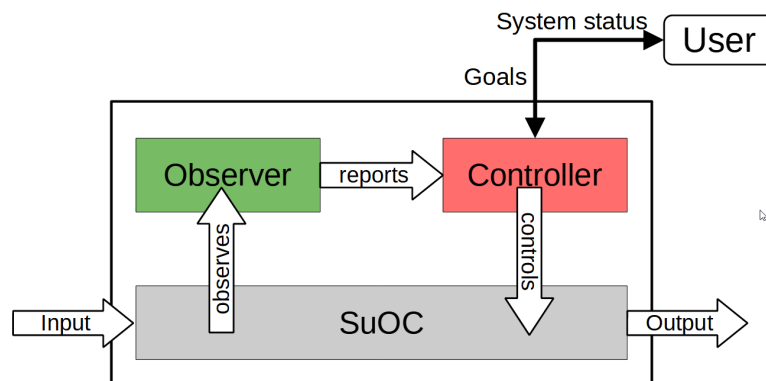 System status
User
Goals
Observer
reports
Controller
observes
controls
Input
SuOC
Output